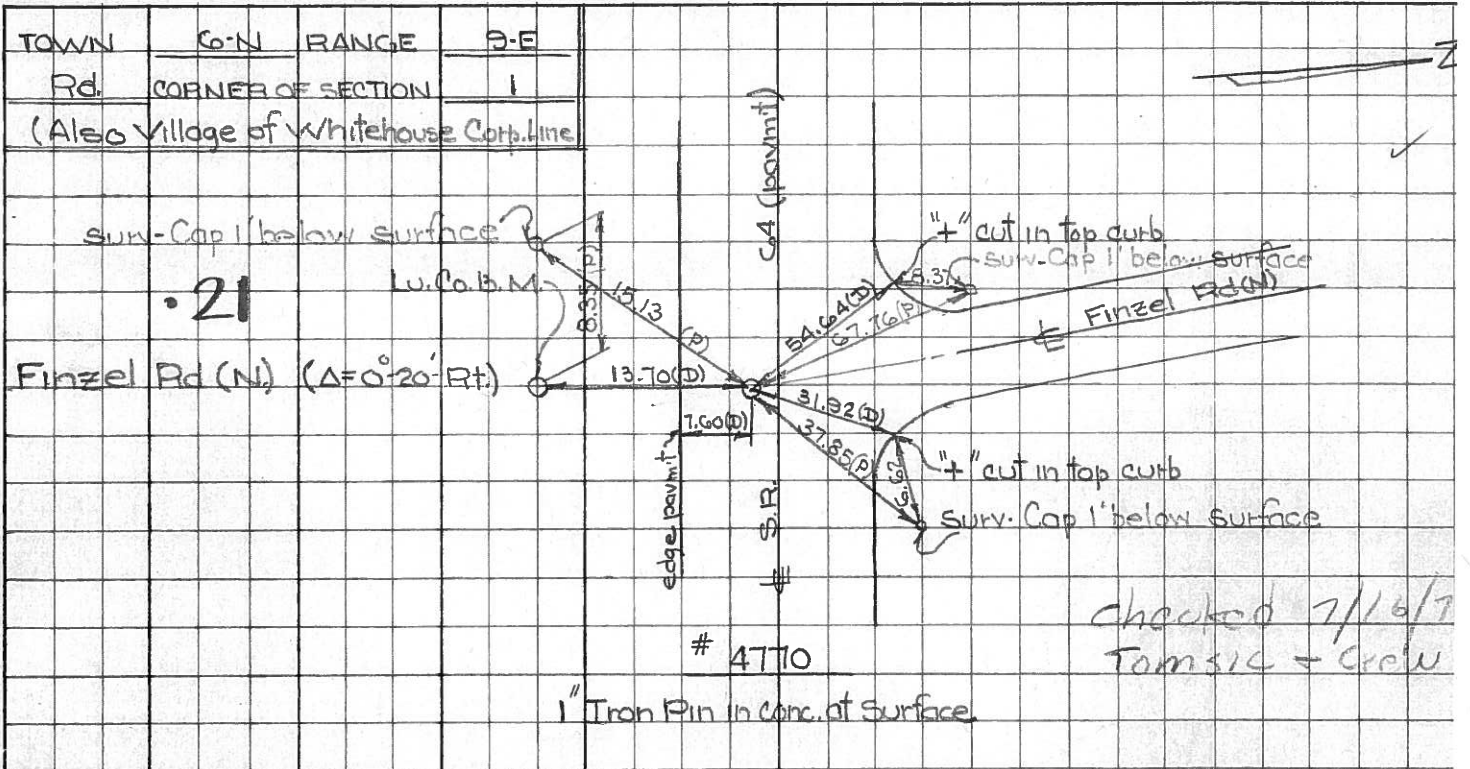 TOWN 6-N RANGE 9-E
Rd. CORNER OF SECTION 1
(Also Village of Whitehouse Corp. Line
64 (pavm't)
Surv-Cap 1' below surface
"+" cut in top curb
Surv-Cap 1' below surface
Lu. Co. B. M.
8.35 (P)
15.13 (P)
54.64 (D)
67.76 (P)
Finzel Rd (N)
.21
Finzel Rd (N) (Δ=0°-20' Rt.)
13.70 (D)
7.60 (D)
31.92 (D)
37.85 (P)
6.62
"+" cut in top curb
Surv. Cap 1' below surface
edge pavm't
℄ S.R.
# 4770
1" Iron Pin in conc. at Surface
checked 7/16/7
Tomsic - Crew